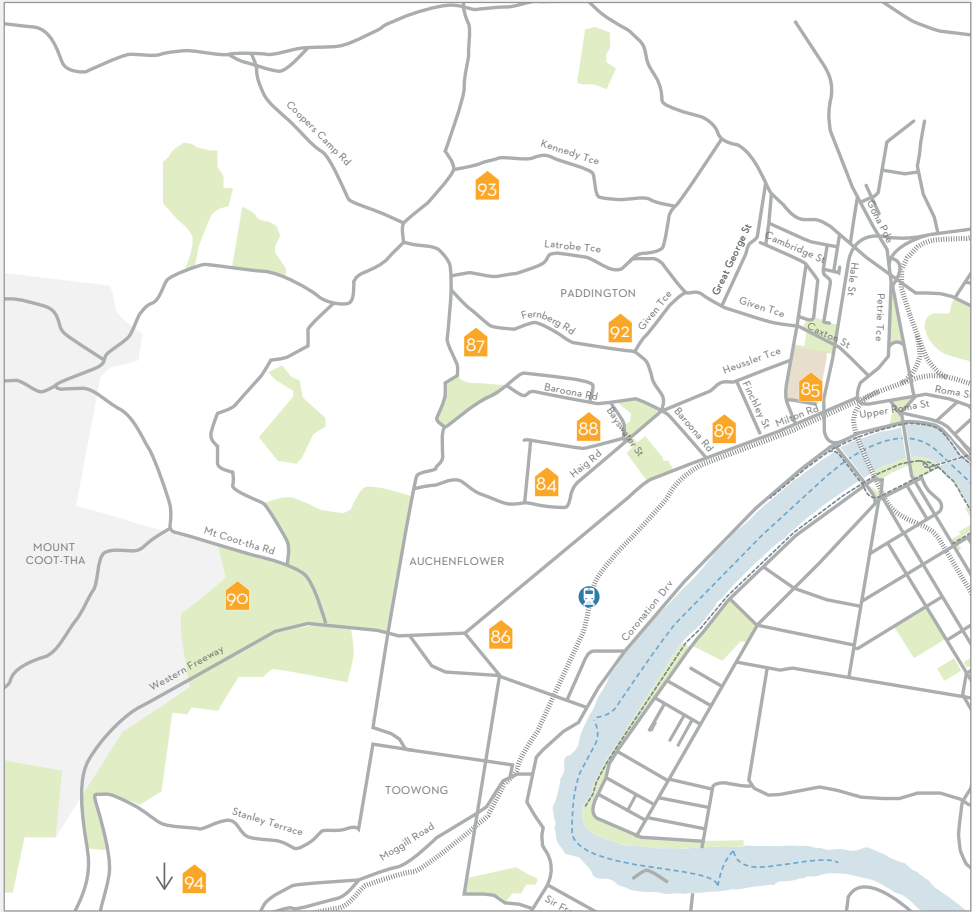 Coopers Camp Rd
Kennedy Tce
93
Gona Pde
Great George St
Cambridge St
Latrobe Tce
Hale St
PADDINGTON
Petrie Tce
Given Tce
Given Tce
Fernberg Rd
92
Caxton St
87
Heussler Tce
85
Baroona Rd
Finchley St
Roma S
Upper Roma St
Milton Rd
Bayswater St
Baroona Rd
88
89
Haig Rd
84
Mt Coot-tha Rd
MOUNT
COOT-THA
AUCHENFLOWER
90
Coronation Drv
86
Western Freeway
TOOWONG
Stanley Terrace
Moggill Road
94
Sir Fr